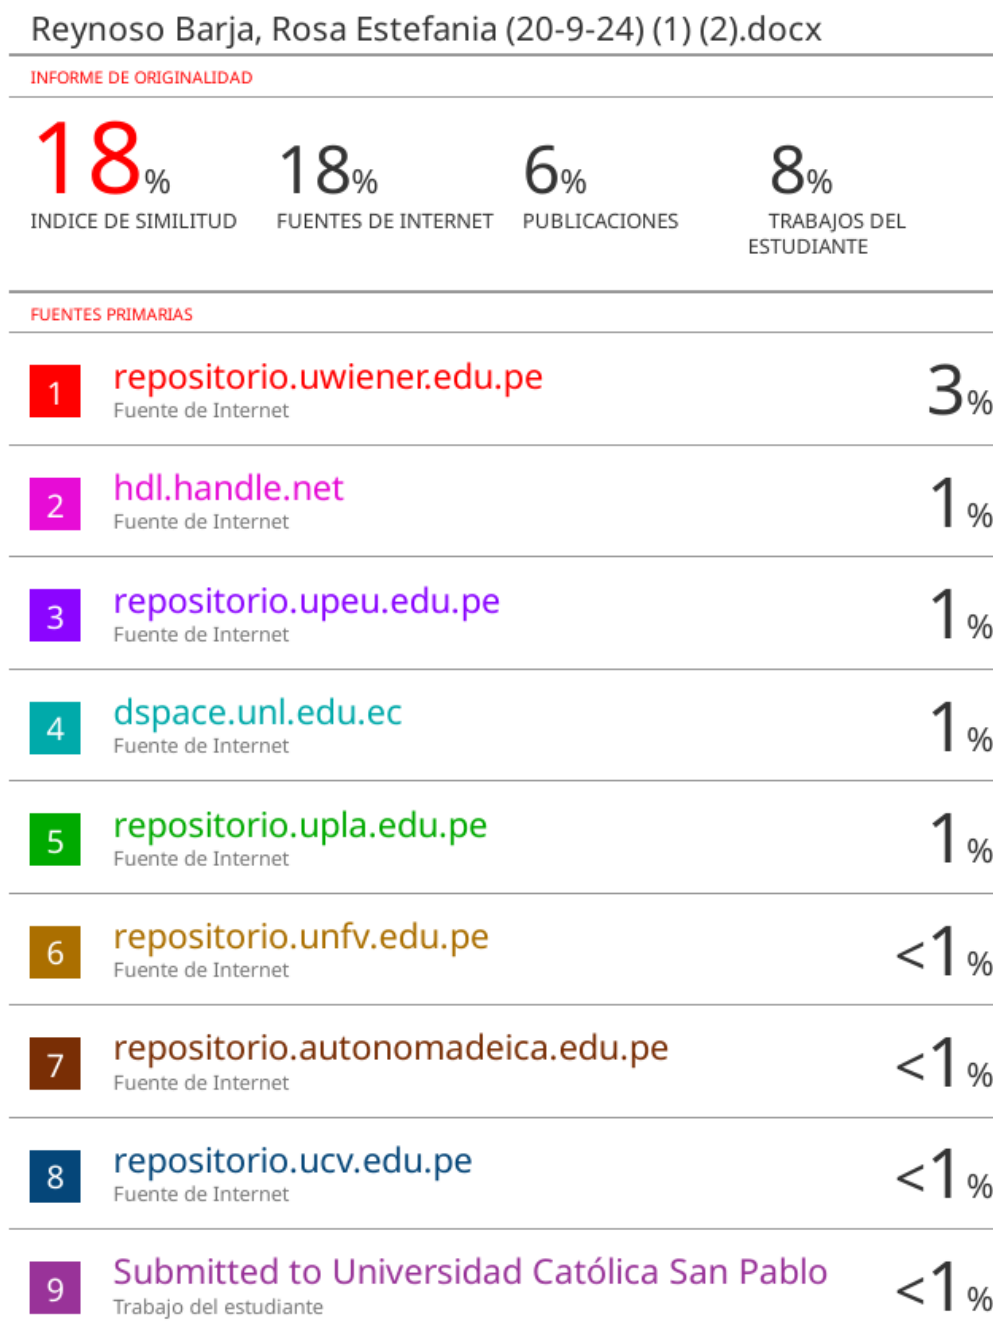 Reynoso Barja, Rosa Estefania (20-9-24) (1) (2).docx
INFORME DE ORIGINALIDAD
18%
INDICE DE SIMILITUD
18%
FUENTES DE INTERNET
6%
PUBLICACIONES
8%
TRABAJOS DEL
ESTUDIANTE
FUENTES PRIMARIAS
1
repositorio.uwiener.edu.pe
Fuente de Internet
3%
2
hdl.handle.net
Fuente de Internet
1%
3
repositorio.upeu.edu.pe
Fuente de Internet
1%
4
dspace.unl.edu.ec
Fuente de Internet
1%
5
repositorio.upla.edu.pe
Fuente de Internet
1%
6
repositorio.unfv.edu.pe
Fuente de Internet
<1%
7
repositorio.autonomadeica.edu.pe
Fuente de Internet
<1%
8
repositorio.ucv.edu.pe
Fuente de Internet
<1%
9
Submitted to Universidad Católica San Pablo
Trabajo del estudiante
<1%